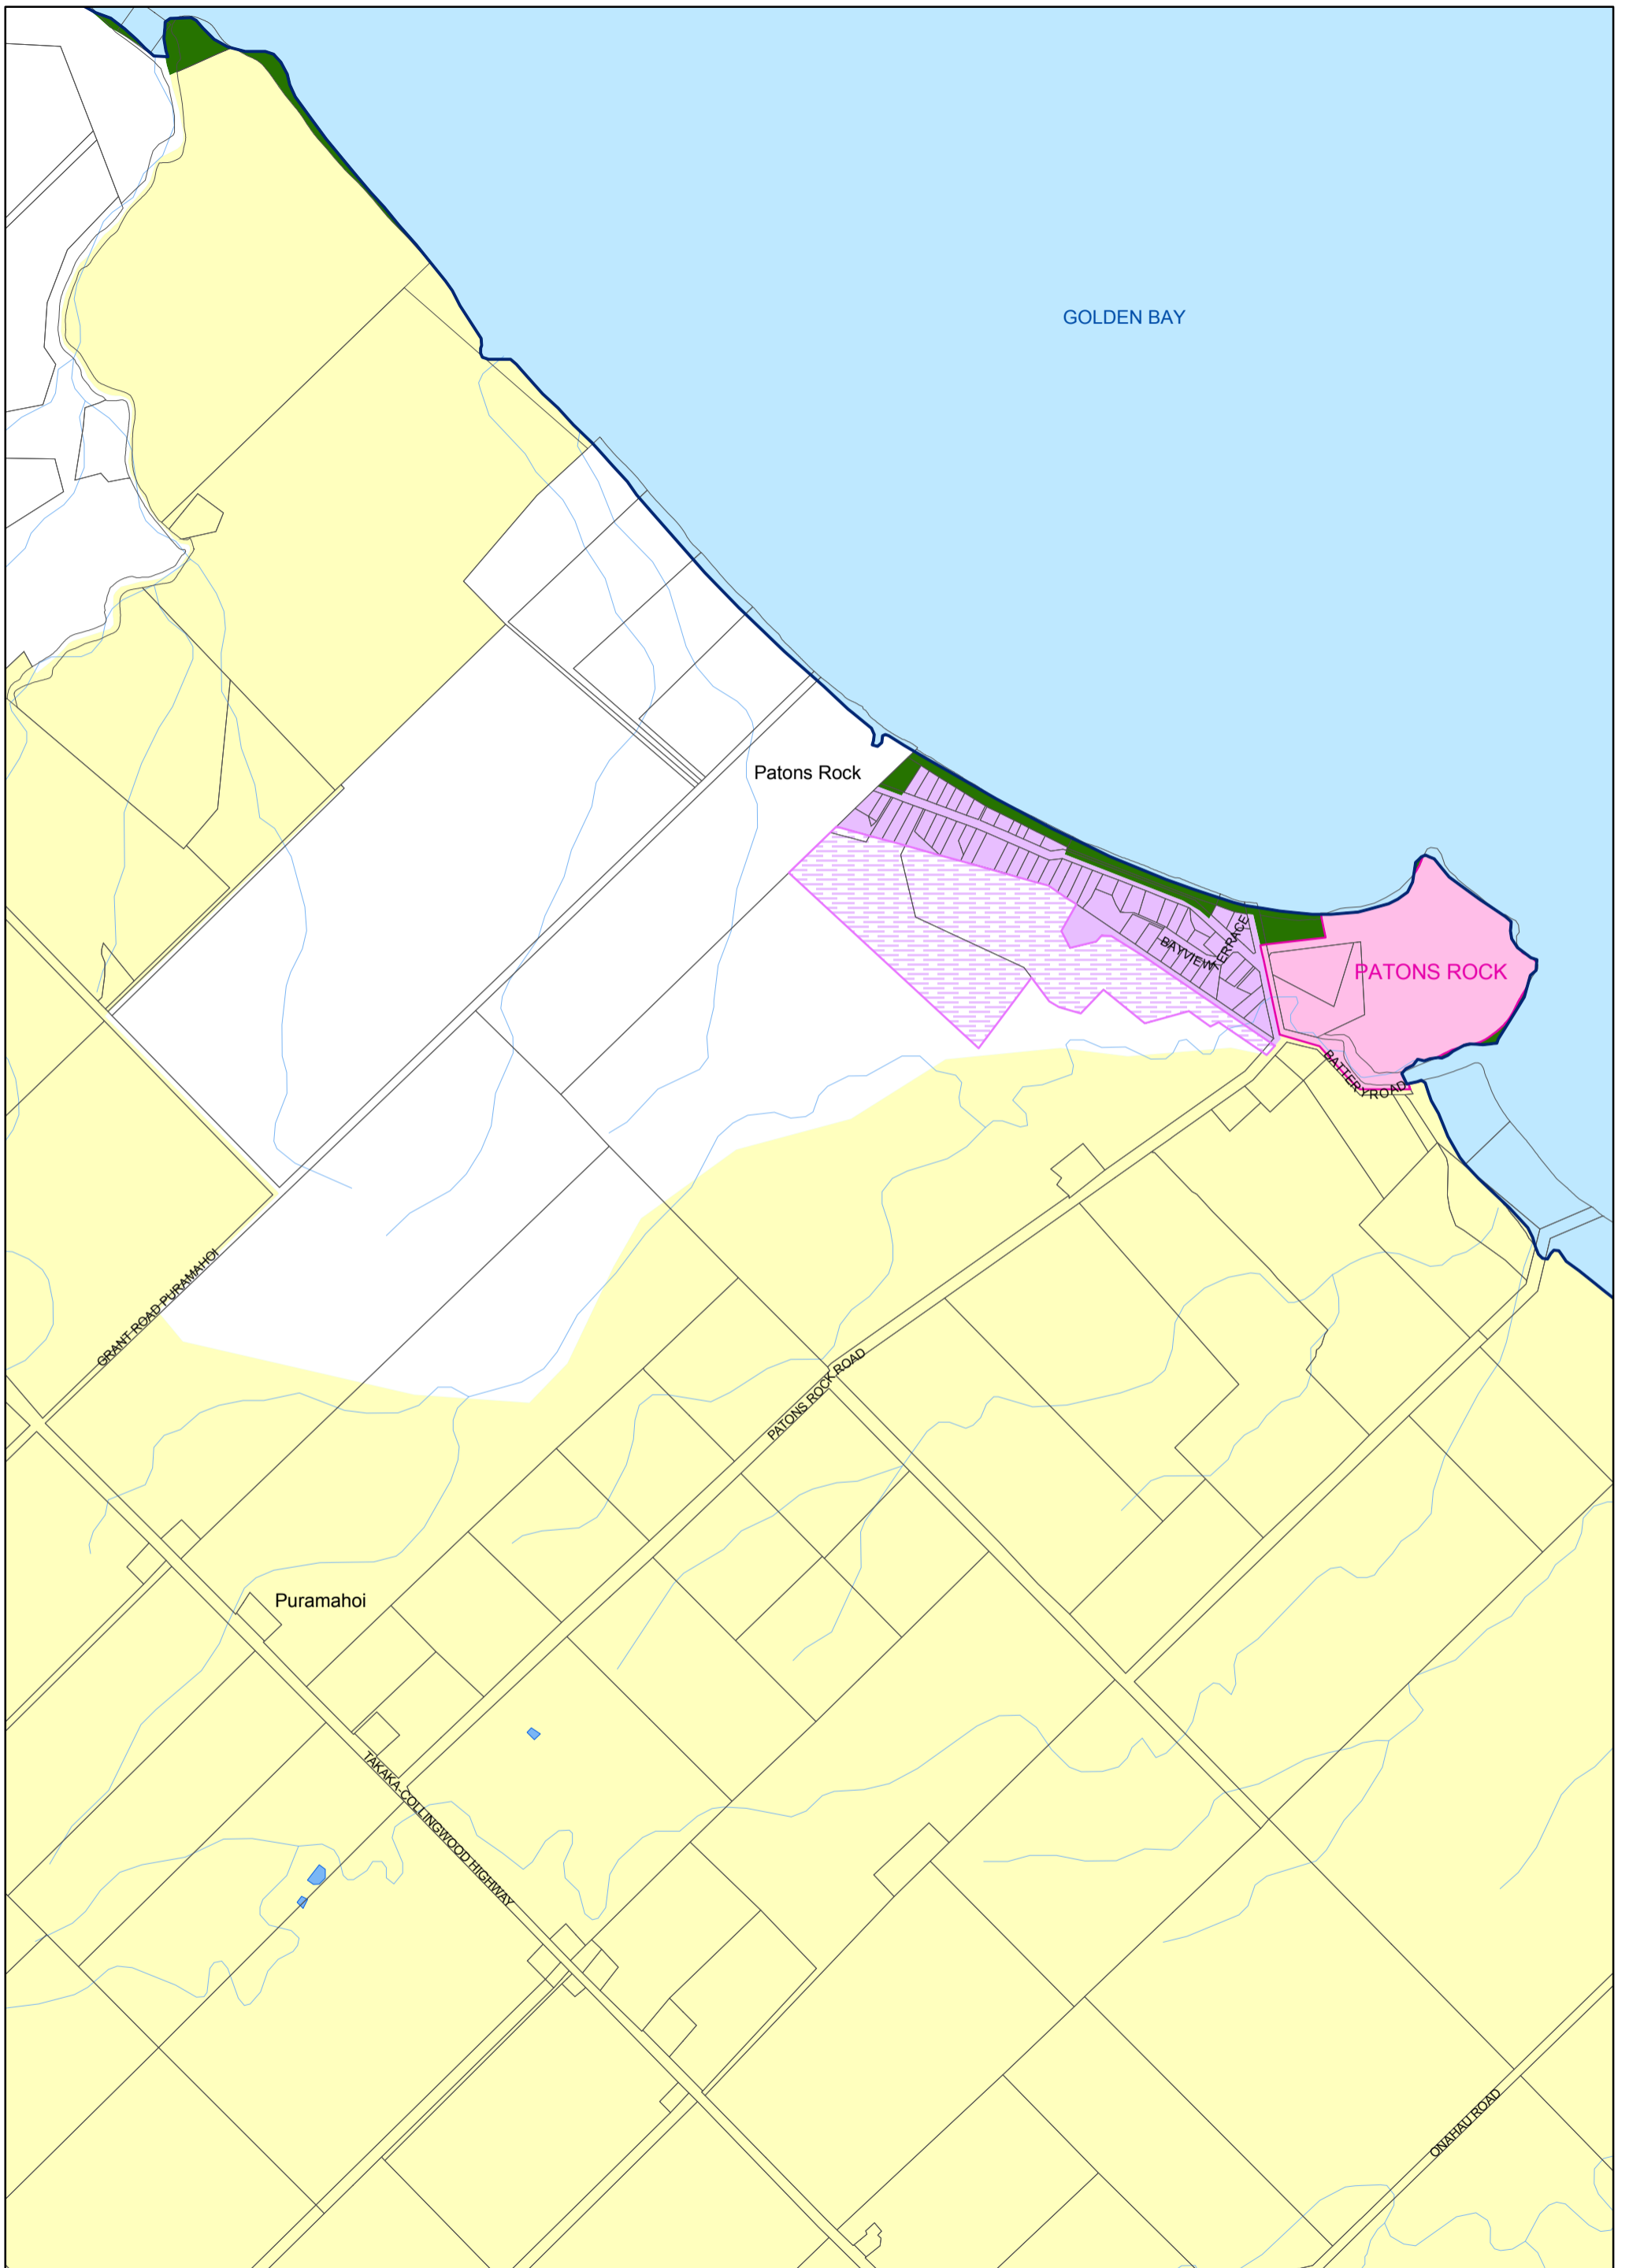 GOLDEN BAY
Patons Rock
BAYVIEW
TERRACE
PATONS ROCK
BATTERY ROAD
GRANT ROAD PURAMAHOI
PATONS ROCK ROAD
Puramahoi
TAKAKA-COLLINGWOOD HIGHWAY
ONAHAU ROAD